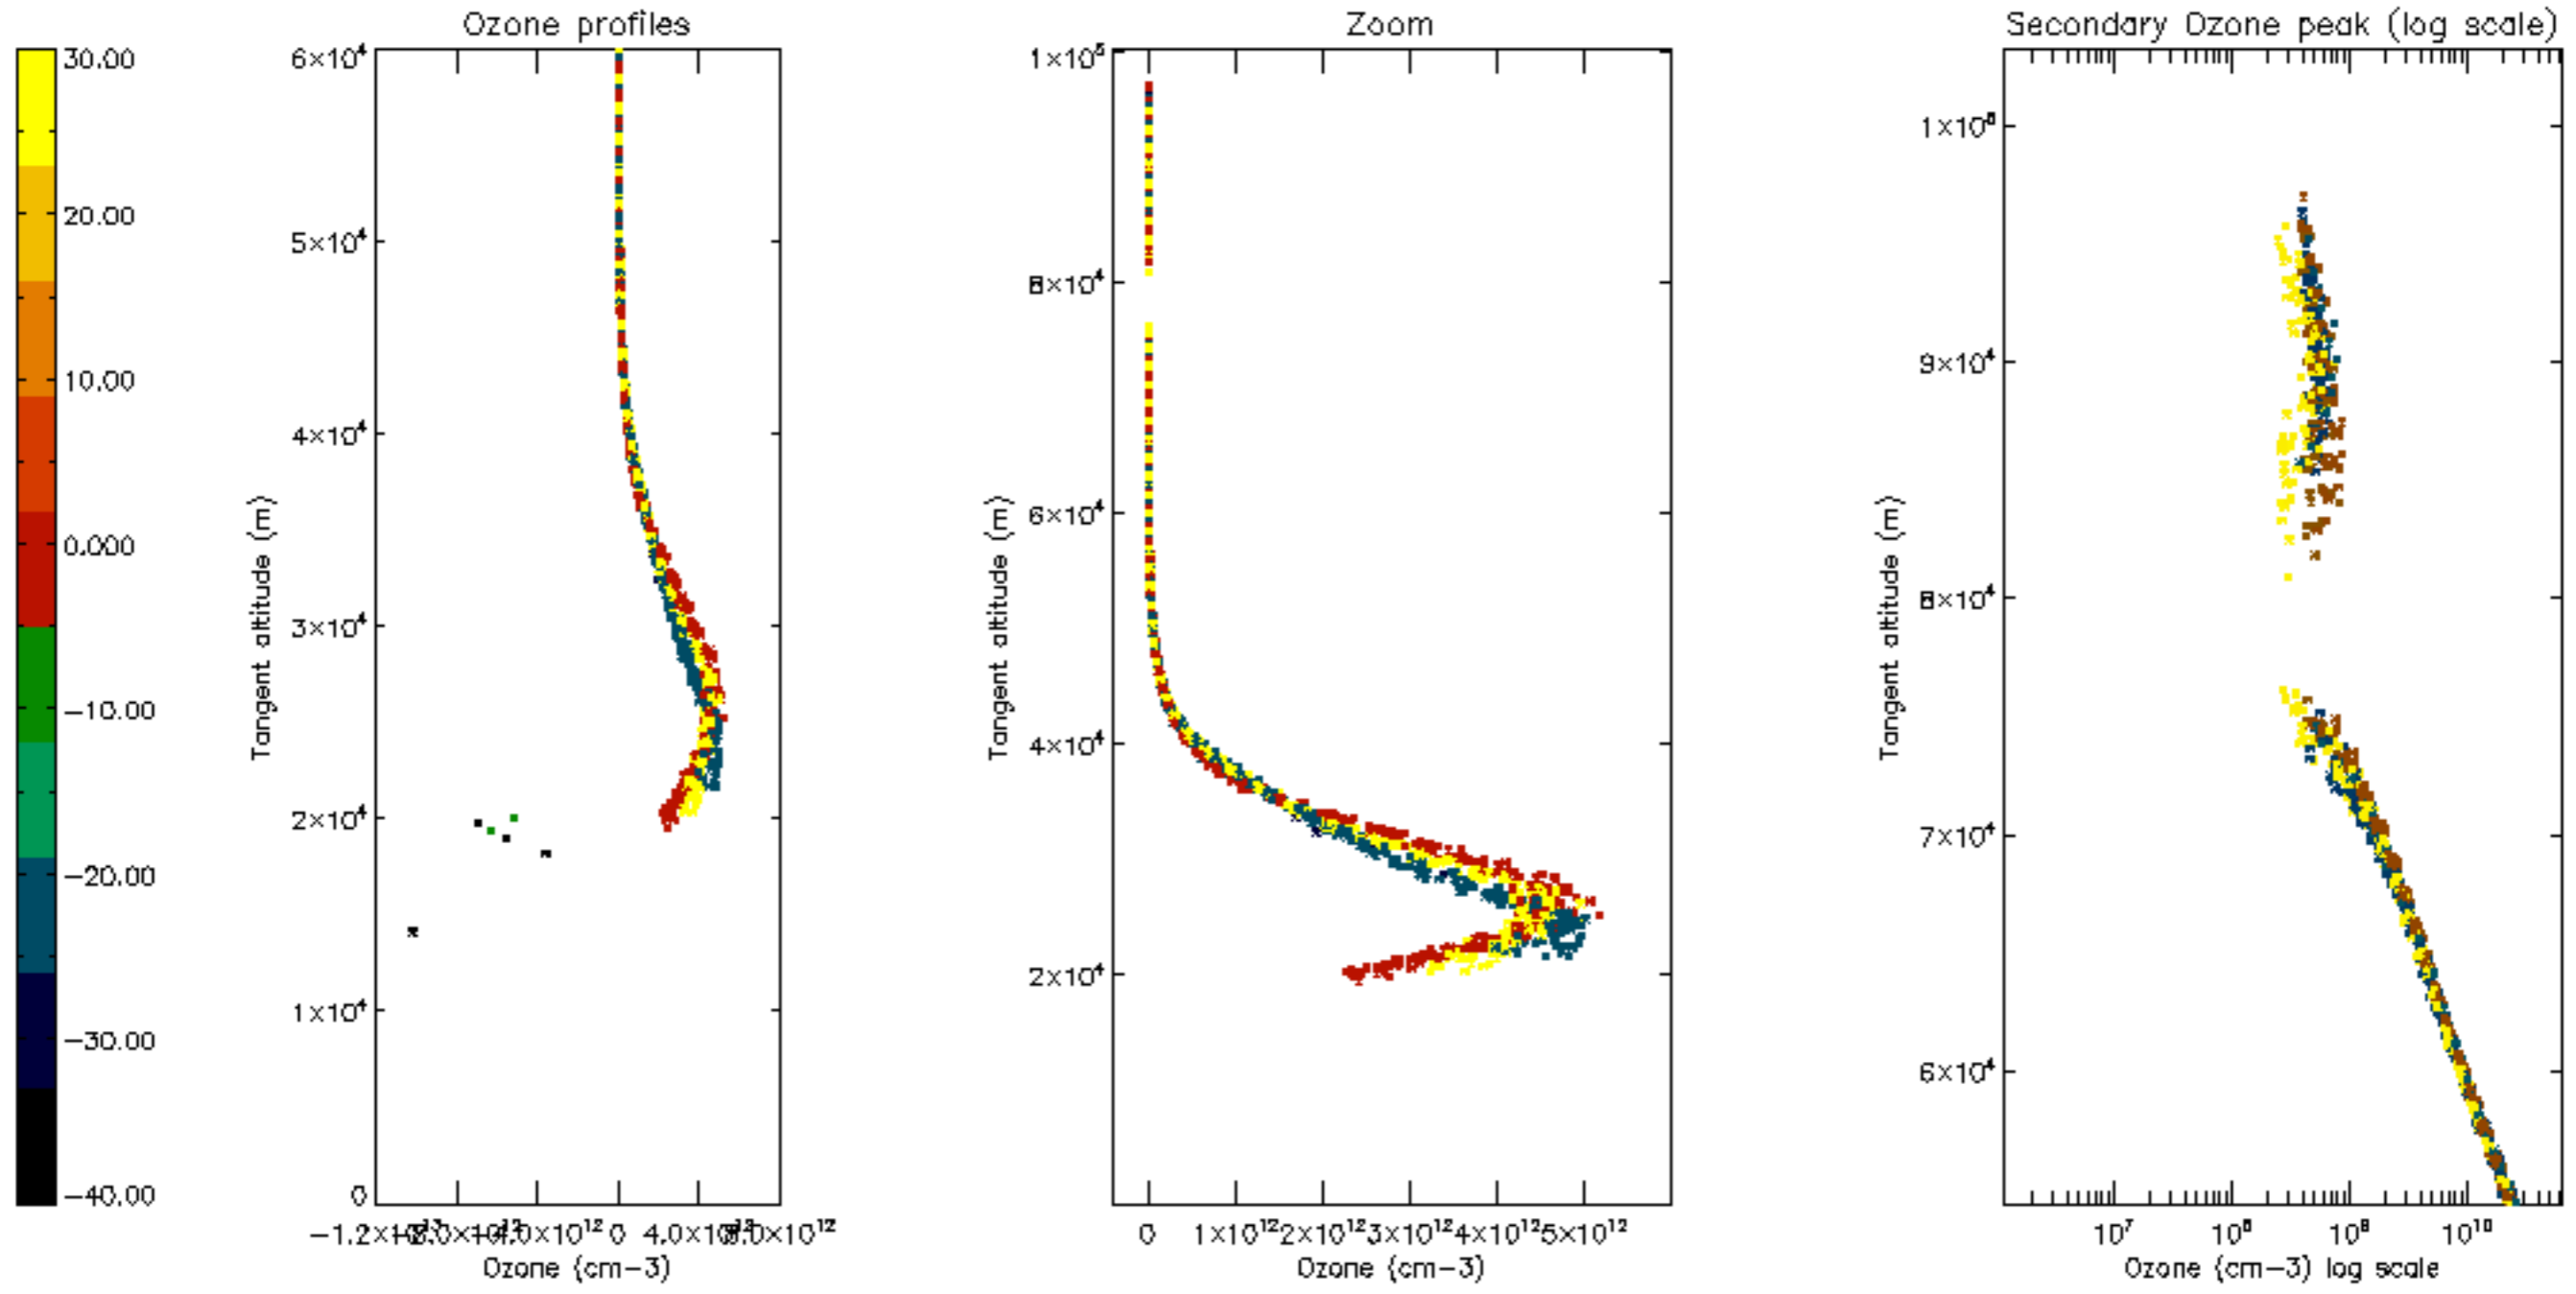 Ozone profiles
Zoom
Secondary Ozone peak (log scale)
30.00
20.00
10.00
0.000
−10.00
−20.00
−30.00
−40.00
6×10⁴
5×10⁴
4×10⁴
3×10⁴
2×10⁴
1×10⁴
0
Tangent altitude (m)
0
Ozone (cm−3)
1×10⁵
8×10⁴
6×10⁴
4×10⁴
2×10⁴
Tangent altitude (m)
0 1×10¹² 2×10¹² 3×10¹² 4×10¹² 5×10¹²
Ozone (cm−3)
1×10⁵
9×10⁴
8×10⁴
7×10⁴
6×10⁴
Tangent altitude (m)
10⁷ 10⁸ 10⁹ 10¹⁰
Ozone (cm−3) log scale